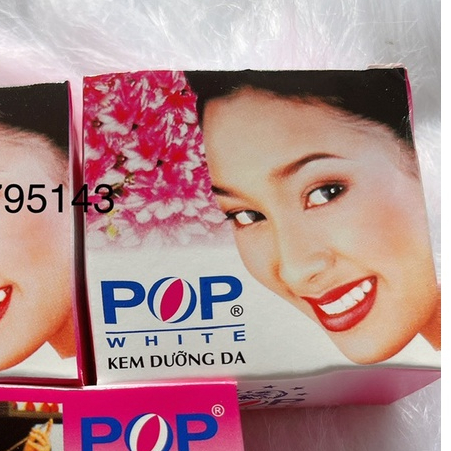 795143
POP®
WHITE
KEM DƯỠNG DA
POP®